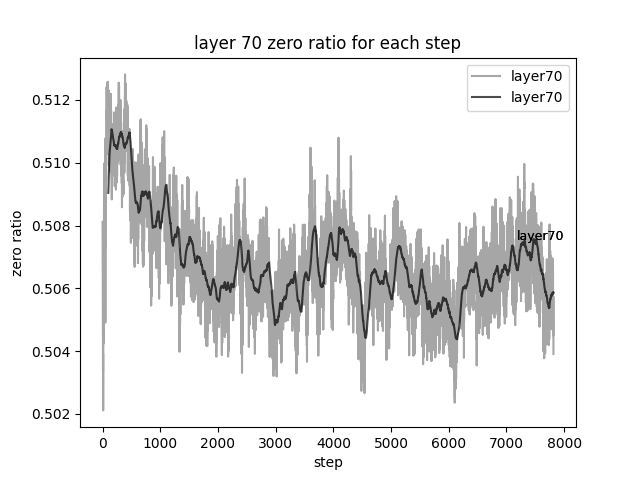 layer 70 zero ratio for each step
layer70
layer70
0.512
0.510
0.508
0.506
0.504
0.502
zero ratio
layer70
0 1000 2000 3000 4000 5000 6000 7000 8000
step